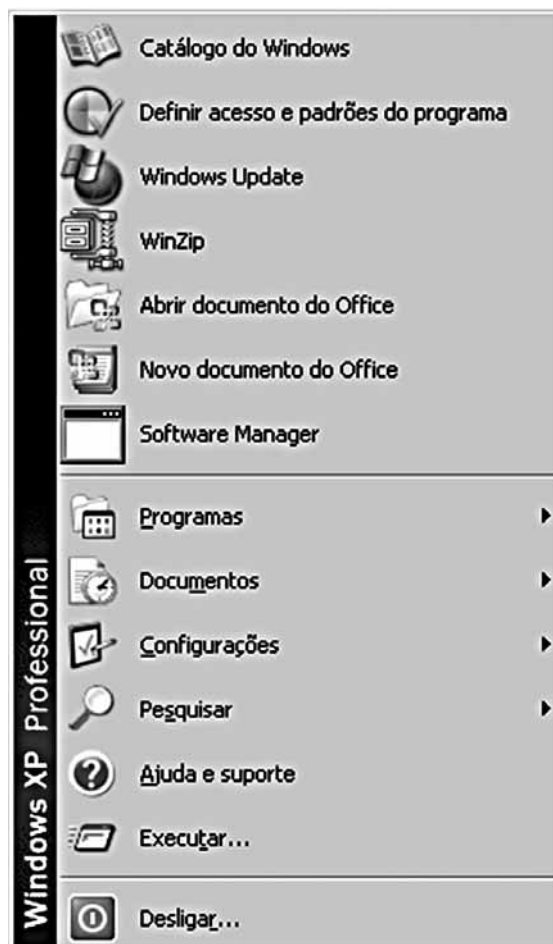 Catálogo do Windows
Definir acesso e padrões do programa
Windows Update
WinZip
Abrir documento do Office
Novo documento do Office
Software Manager
Programas
Documentos
Configurações
Pesquisar
Ajuda e suporte
Executar...
Desligar...
Windows XP Professional